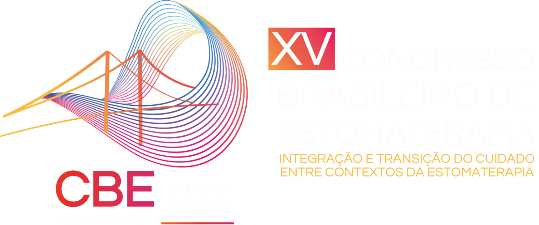 XV CONGRESSO
BRASILEIRO DE
ESTOMATERAPIA
INTEGRAÇÃO E TRANSIÇÃO DO CUIDADO
ENTRE CONTEXTOS DA ESTOMATERAPIA
CBE